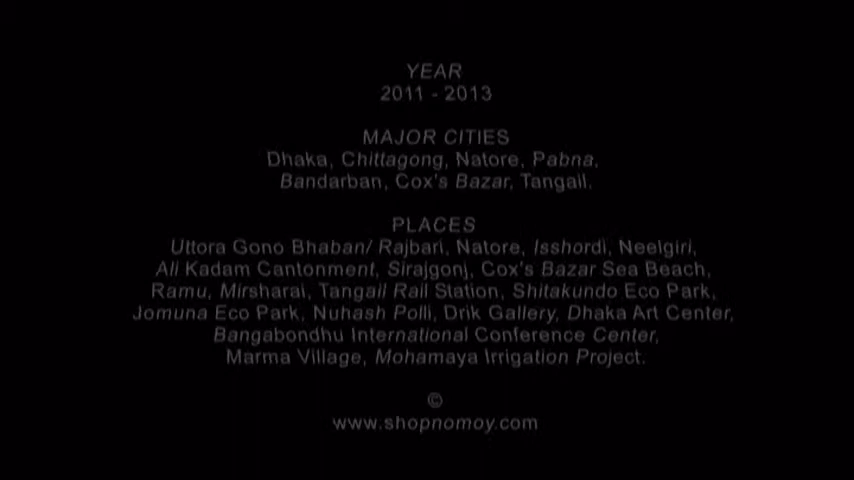 YEAR
2011 - 2013
MAJOR CITIES
Dhaka, Chittagong, Natore, Pabna,
Bandarban, Cox's Bazar, Tangail.
PLACES
Uttora Gono Bhaban/ Rajbari, Natore, Isshordi, Neelgiri,
Ali Kadam Cantonment, Sirajgonj, Cox's Bazar Sea Beach,
Ramu, Mirsharai, Tangail Rail Station, Shitakundo Eco Park,
Jomuna Eco Park, Nuhash Polli, Drik Gallery, Dhaka Art Center,
Bangabondhu International Conference Center,
Marma Village, Mohamaya Irrigation Project.
©
www.shopnomoy.com